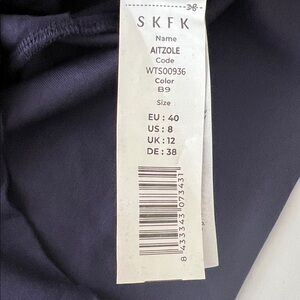 38
SKFK
Name
AITZOLE
Code
WTS00936
Color
B9
Size
EU : 40
US : 8
UK : 12
DE : 38
8 433343 073431